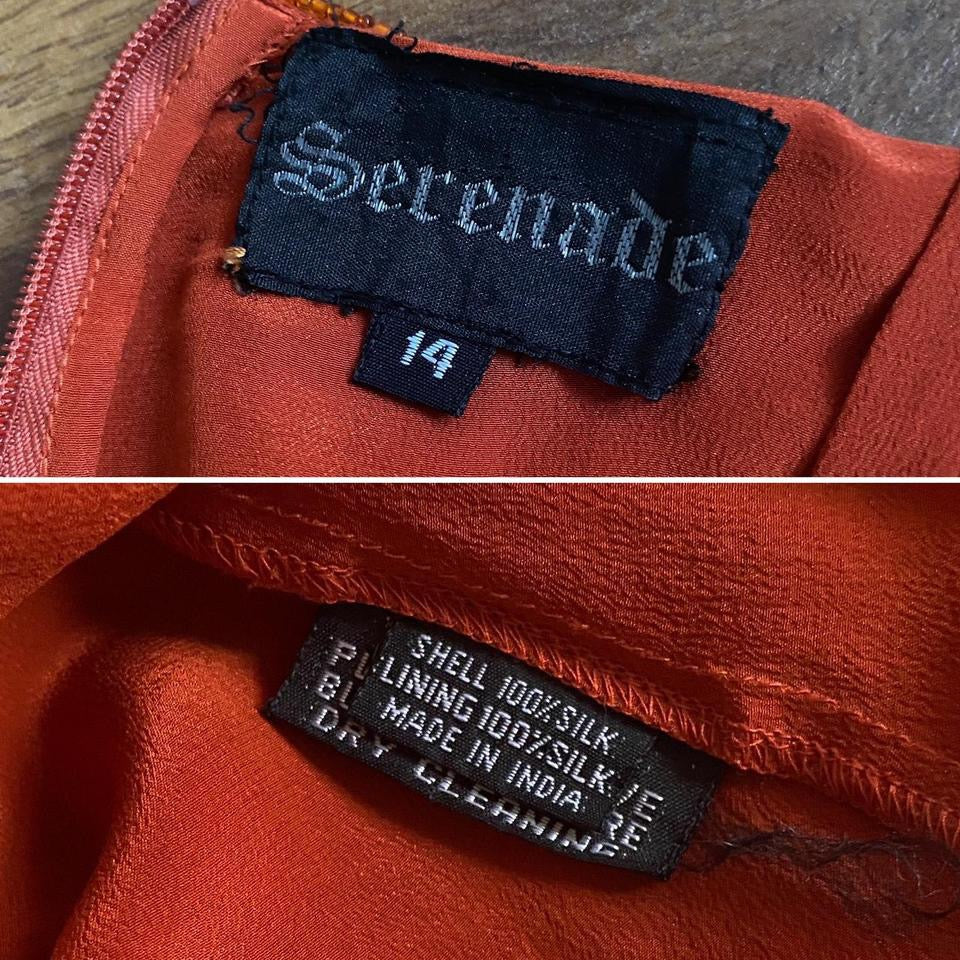 Serenade
14
SHELL 100% SILK
LINING 100% SILK
MADE IN INDIA
DRY CLEANING